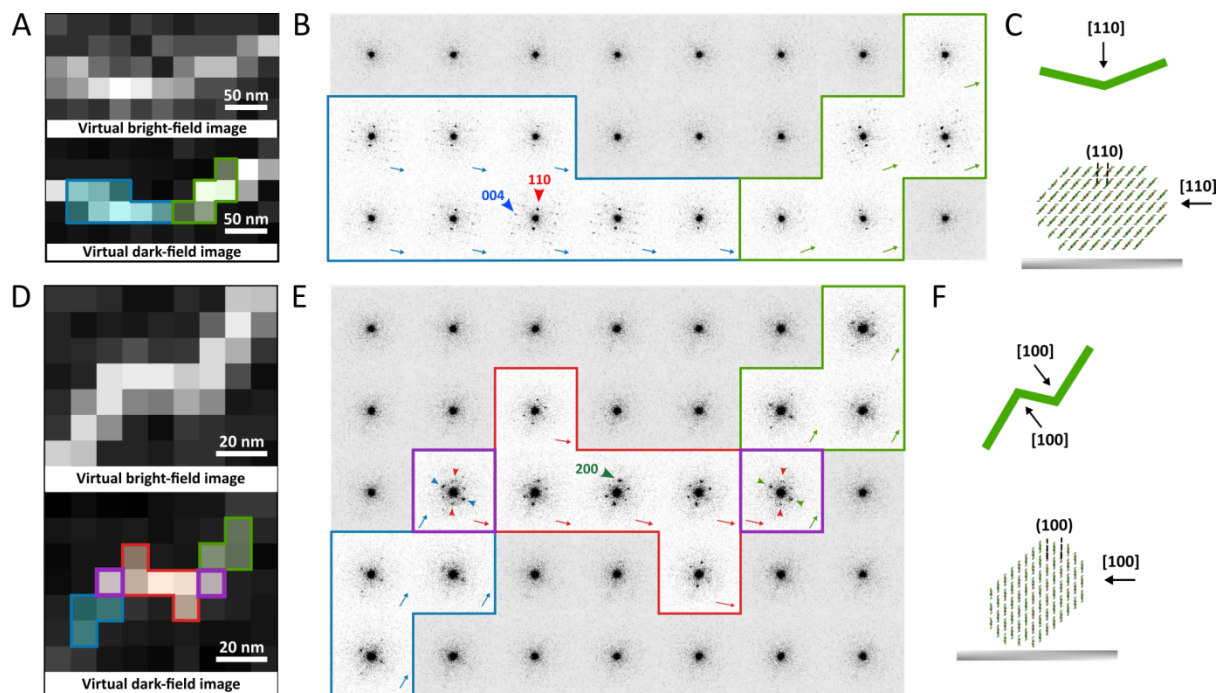 A
50 nm
Virtual bright-field image
50 nm
Virtual dark-field image
B
004
110
C
[110]
(110)
[110]
D
20 nm
Virtual bright-field image
20 nm
Virtual dark-field image
E
200
F
[100]
[100]
(100)
[100]